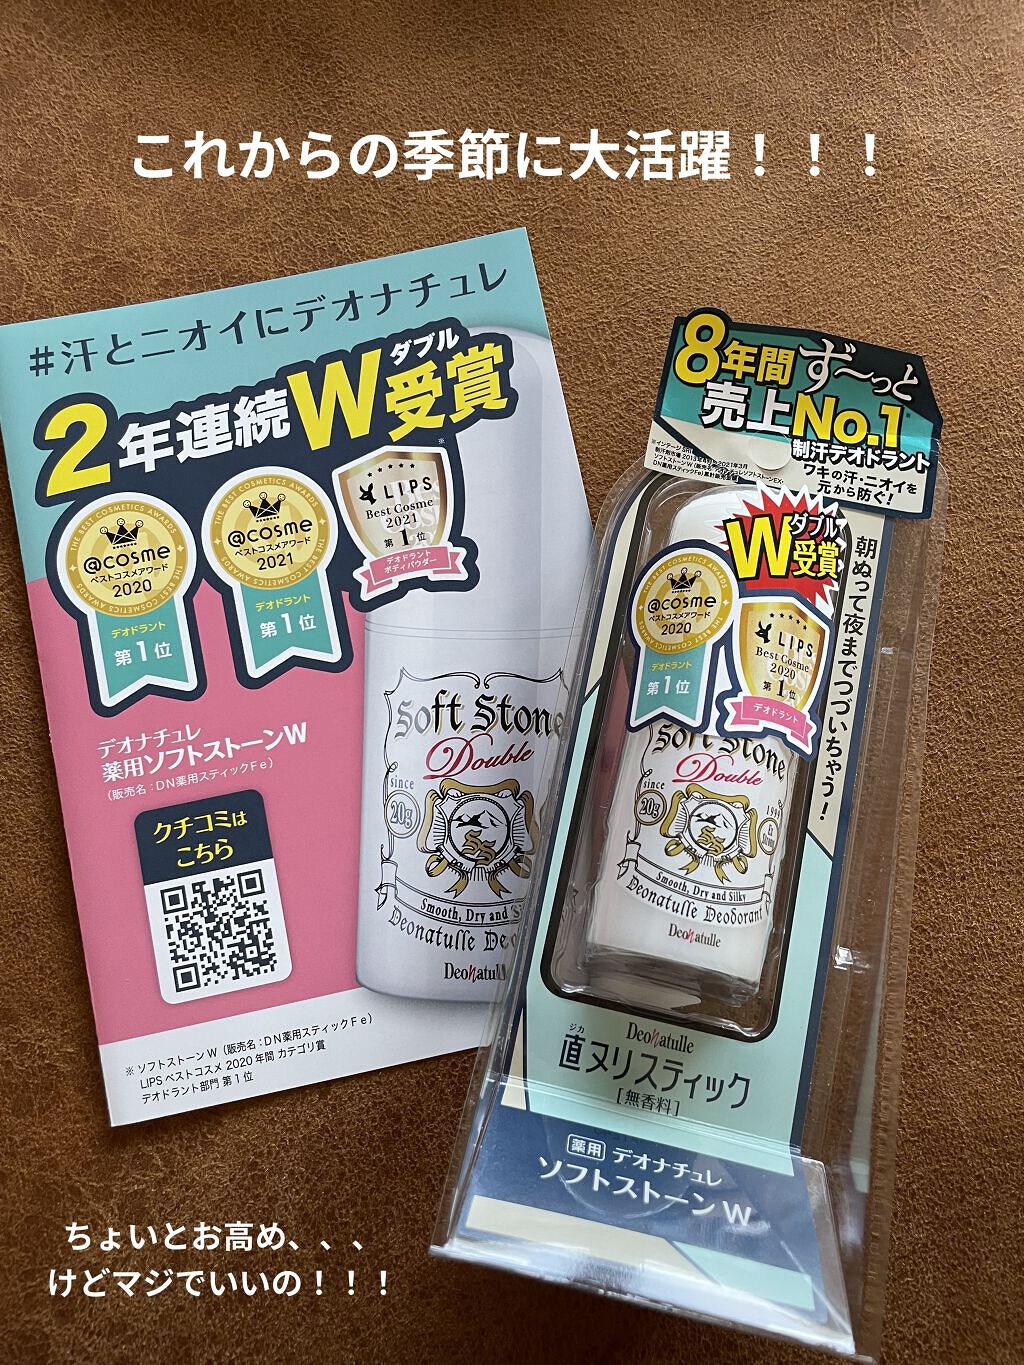 これからの季節に大活躍！！！
#汗とニオイにデオナチュレ
2年連続W受賞
ダブル
THE BEST COSMETICS AWARDS
@cosme
ベストコスメアワード
2020
デオドラント
第1位
THE BEST COSMETICS AWARDS
@cosme
ベストコスメアワード
2021
デオドラント
第1位
※
LIPS
Best Cosme
2021
第1位
デオドラント
ボディパウダー
デオナチュレ
薬用ソフトストーンW
（販売名：DN薬用スティックFe）
クチコミは
こちら
Soft Stone
Double
since
20g
SS
Smooth, Dry and
Deonatulle
Deonatulle
※ ソフトストーンW（販売名：DN薬用スティックFe）
LIPS ベストコスメ 2020 年間 カテゴリ賞
デオドラント部門 第1位
8年間ず〜っと
売上No.1
制汗デオドラント
ワキの汗・ニオイを
元から防ぐ！
W受賞
ダブル
@cosme
ベストコスメアワード
2020
デオドラント
第1位
LIPS
Best Cosme
2020
第1位
デオドラント
朝ぬって夜までつづいちゃう！
Soft Stone
Double
since
20g
SS
Smooth, Dry and Silky
Deonatulle Deodorant
Deonatulle
Deonatulle
ジカ
直ヌリスティック
［無香料］
薬用 デオナチュレ
ソフトストーンW
ちょいとお高め、、、
けどマジでいいの！！！